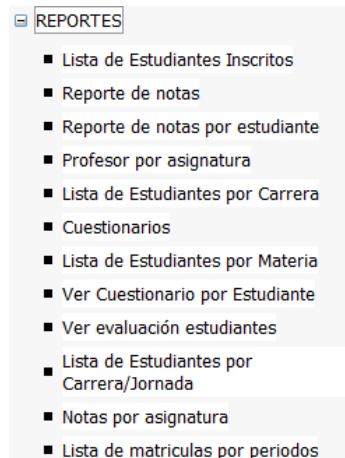 REPORTES
Lista de Estudiantes Inscritos
Reporte de notas
Reporte de notas por estudiante
Profesor por asignatura
Lista de Estudiantes por Carrera
Cuestionarios
Lista de Estudiantes por Materia
Ver Cuestionario por Estudiante
Ver evaluación estudiantes
Lista de Estudiantes por
Carrera/Jornada
Notas por asignatura
Lista de matriculas por periodos